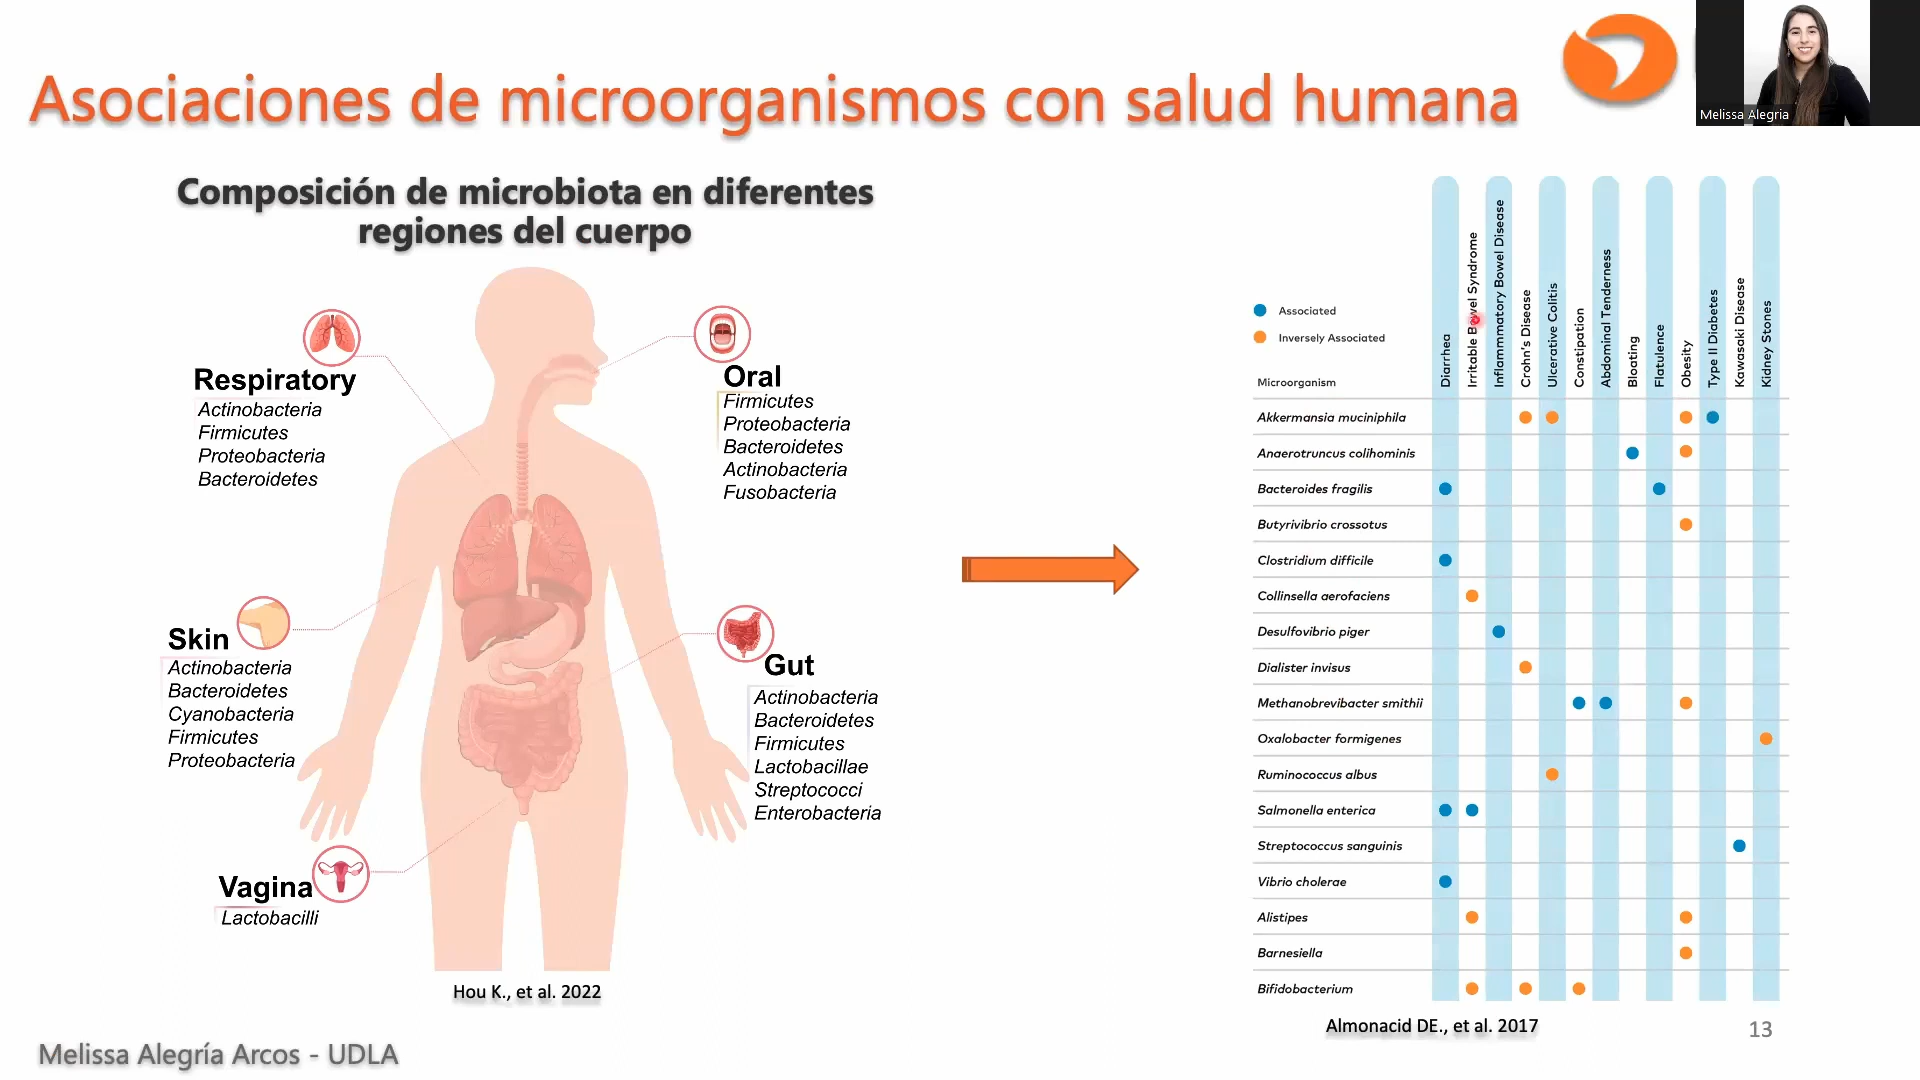 Asociaciones de microorganismos con salud humana
Melissa Alegria
Composición de microbiota en diferentes
regiones del cuerpo
Respiratory
Actinobacteria
Firmicutes
Proteobacteria
Bacteroidetes
Oral
Firmicutes
Proteobacteria
Bacteroidetes
Actinobacteria
Fusobacteria
Skin
Actinobacteria
Bacteroidetes
Cyanobacteria
Firmicutes
Proteobacteria
Gut
Actinobacteria
Bacteroidetes
Firmicutes
Lactobacillae
Streptococci
Enterobacteria
Vagina
Lactobacilli
Hou K., et al. 2022
Associated
Inversely Associated
Microorganism
Diarrhea
Irritable Bowel Syndrome
Inflammatory Bowel Disease
Crohn's Disease
Ulcerative Colitis
Constipation
Abdominal Tenderness
Bloating
Flatulence
Obesity
Type II Diabetes
Kawasaki Disease
Kidney Stones
Akkermansia muciniphila
Anaerotruncus colihominis
Bacteroides fragilis
Butyrivibrio crossotus
Clostridium difficile
Collinsella aerofaciens
Desulfovibrio piger
Dialister invisus
Methanobrevibacter smithii
Oxalobacter formigenes
Ruminococcus albus
Salmonella enterica
Streptococcus sanguinis
Vibrio cholerae
Alistipes
Barnesiella
Bifidobacterium
Almonacid DE., et al. 2017
13
Melissa Alegría Arcos - UDLA